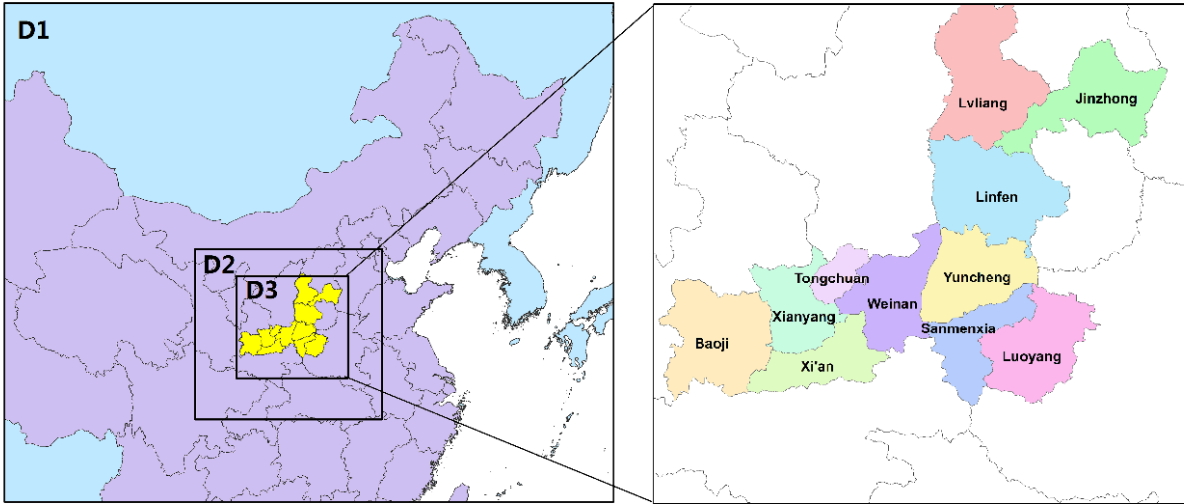 D1
D2
D3
Lvliang
Jinzhong
Linfen
Tongchuan
Yuncheng
Weinan
Xianyang
Sanmenxia
Baoji
Xi'an
Luoyang